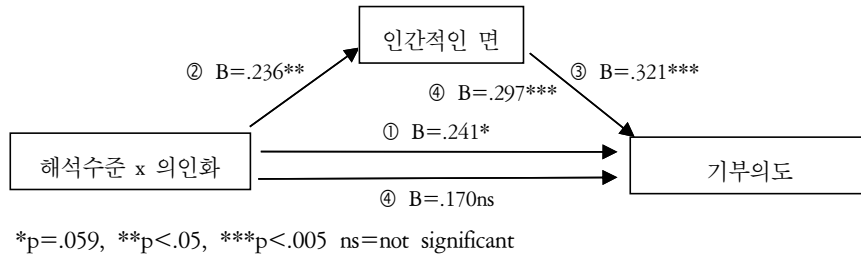 인간적인 면
② B=.236**
③ B=.321***
④ B=.297***
① B=.241*
해석수준 x 의인화
기부의도
④ B=.170ns
*p=.059, **p<.05, ***p<.005 ns=not significant